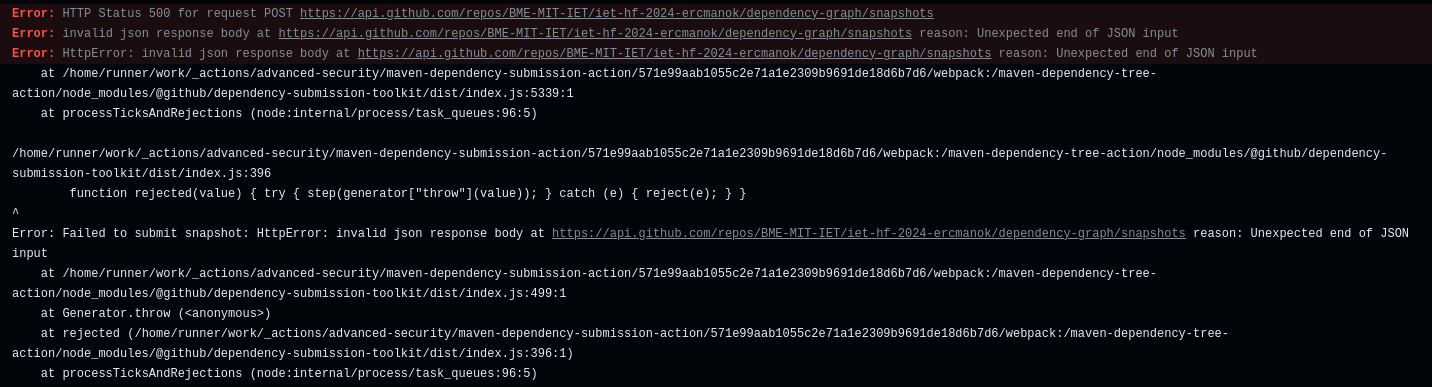 Error: HTTP Status 500 for request POST https://api.github.com/repos/BME-MIT-IET/iet-hf-2024-ercmanok/dependency-graph/snapshots
Error: invalid json response body at https://api.github.com/repos/BME-MIT-IET/iet-hf-2024-ercmanok/dependency-graph/snapshots reason: Unexpected end of JSON input
Error: HttpError: invalid json response body at https://api.github.com/repos/BME-MIT-IET/iet-hf-2024-ercmanok/dependency-graph/snapshots reason: Unexpected end of JSON input
    at /home/runner/work/_actions/advanced-security/maven-dependency-submission-action/571e99aab1055c2e71a1e2309b9691de18d6b7d6/webpack:/maven-dependency-tree-
action/node_modules/@github/dependency-submission-toolkit/dist/index.js:5339:1
    at processTicksAndRejections (node:internal/process/task_queues:96:5)
/home/runner/work/_actions/advanced-security/maven-dependency-submission-action/571e99aab1055c2e71a1e2309b9691de18d6b7d6/webpack:/maven-dependency-tree-action/node_modules/@github/dependency-
submission-toolkit/dist/index.js:396
        function rejected(value) { try { step(generator["throw"](value)); } catch (e) { reject(e); } }
^
Error: Failed to submit snapshot: HttpError: invalid json response body at https://api.github.com/repos/BME-MIT-IET/iet-hf-2024-ercmanok/dependency-graph/snapshots reason: Unexpected end of JSON
input
    at /home/runner/work/_actions/advanced-security/maven-dependency-submission-action/571e99aab1055c2e71a1e2309b9691de18d6b7d6/webpack:/maven-dependency-tree-
action/node_modules/@github/dependency-submission-toolkit/dist/index.js:499:1
    at Generator.throw (<anonymous>)
    at rejected (/home/runner/work/_actions/advanced-security/maven-dependency-submission-action/571e99aab1055c2e71a1e2309b9691de18d6b7d6/webpack:/maven-dependency-tree-
action/node_modules/@github/dependency-submission-toolkit/dist/index.js:396:1)
    at processTicksAndRejections (node:internal/process/task_queues:96:5)